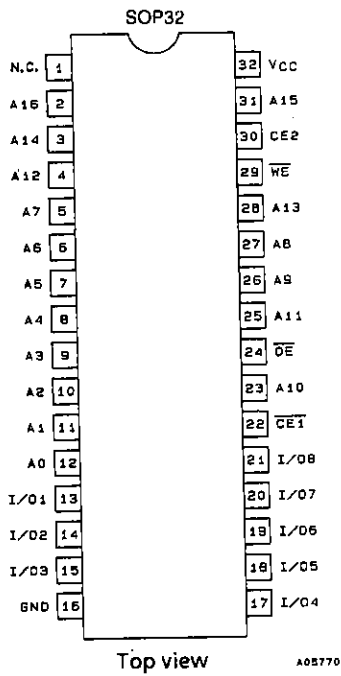 SOP32
N.C. 1 32 VCC
A16 2 31 A15
A14 3 30 CE2
A12 4 29 WE
A7 5 28 A13
A6 6 27 A8
A5 7 26 A9
A4 8 25 A11
A3 9 24 OE
A2 10 23 A10
A1 11 22 CE1
A0 12 21 I/O8
I/O1 13 20 I/O7
I/O2 14 19 I/O6
I/O3 15 18 I/O5
GND 16 17 I/O4
Top view
A05770